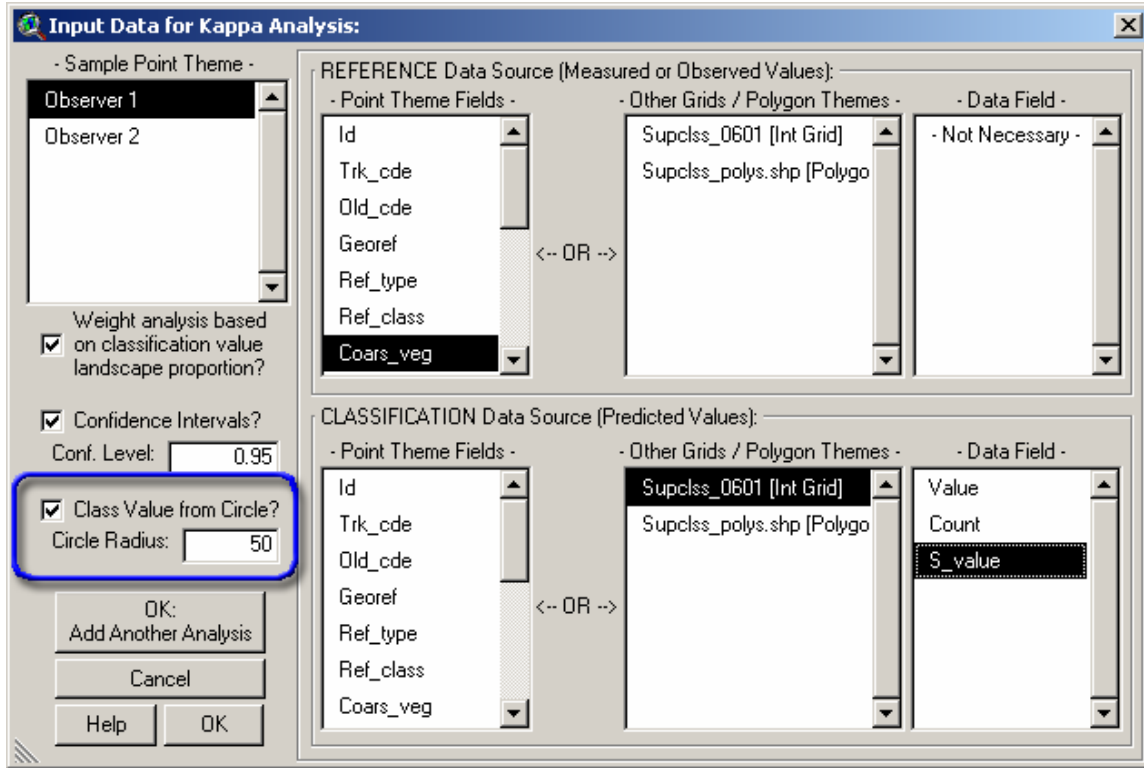 Input Data for Kappa Analysis:
- Sample Point Theme -
Observer 1
Observer 2
Weight analysis based
on classification value
landscape proportion?
Confidence Intervals?
Conf. Level: 0.95
Class Value from Circle?
Circle Radius: 50
OK:
Add Another Analysis
Cancel
Help
OK
REFERENCE Data Source (Measured or Observed Values):
- Point Theme Fields -
Id
Trk_cde
Old_cde
Georef
Ref_type
Ref_class
Coars_veg
<-- OR -->
- Other Grids / Polygon Themes -
Supclss_0601 [Int Grid]
Supclss_polys.shp [Polygo
- Data Field -
- Not Necessary -
CLASSIFICATION Data Source (Predicted Values):
- Point Theme Fields -
Id
Trk_cde
Old_cde
Georef
Ref_type
Ref_class
Coars_veg
<-- OR -->
- Other Grids / Polygon Themes -
Supclss_0601 [Int Grid]
Supclss_polys.shp [Polygo
- Data Field -
Value
Count
S_value